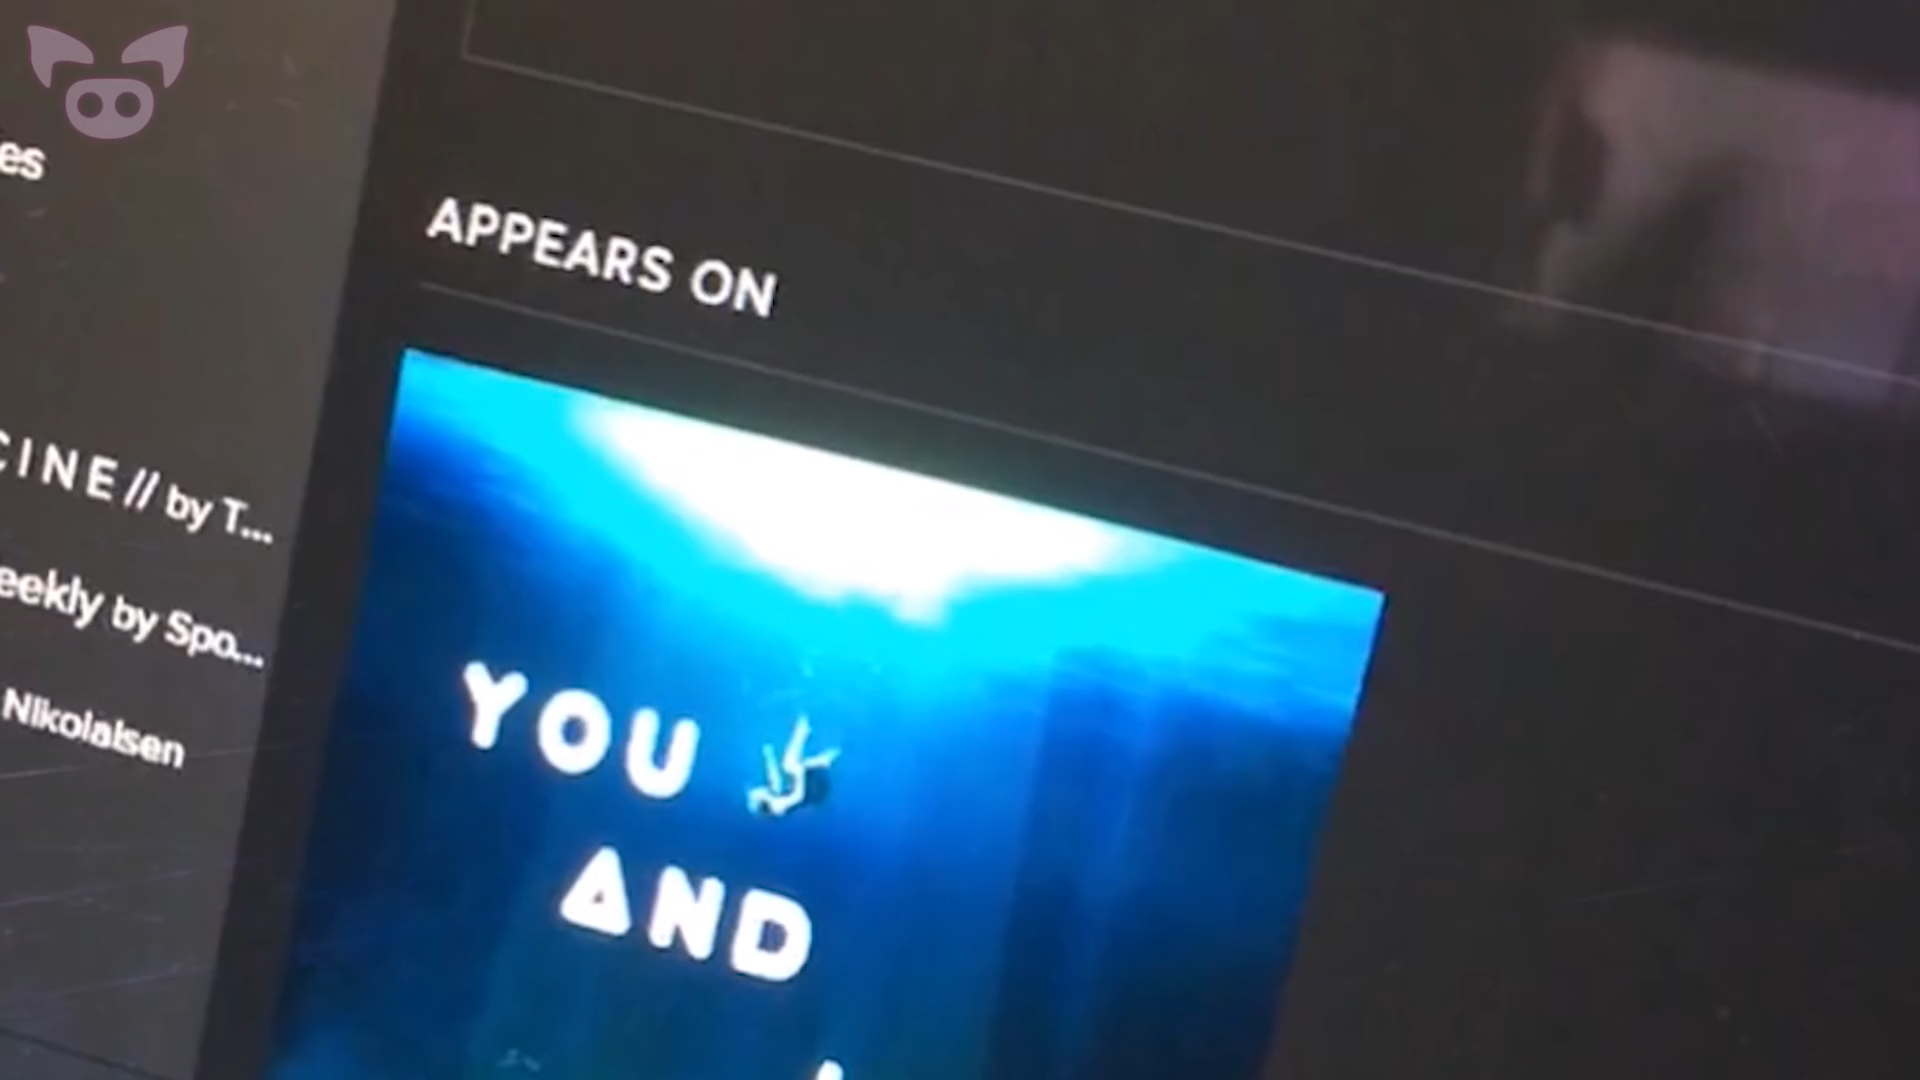 es
CINE // by T...
eekly by Spo...
Nikolaisen
APPEARS ON
YOU
AND